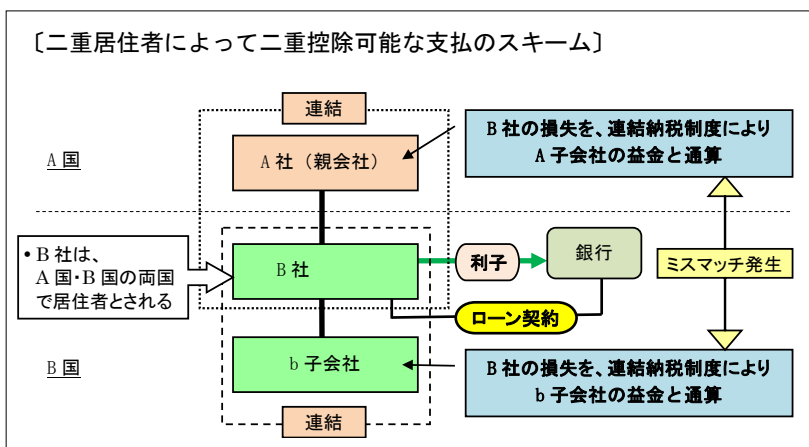 〔二重居住者によって二重控除可能な支払のスキーム〕
連結
A国
A社（親会社）
B社の損失を、連結納税制度により
A子会社の益金と通算
• B社は、
A国・B国の両国
で居住者とされる
B社
利子
銀行
ミスマッチ発生
ローン契約
B国
b子会社
B社の損失を、連結納税制度により
b子会社の益金と通算
連結